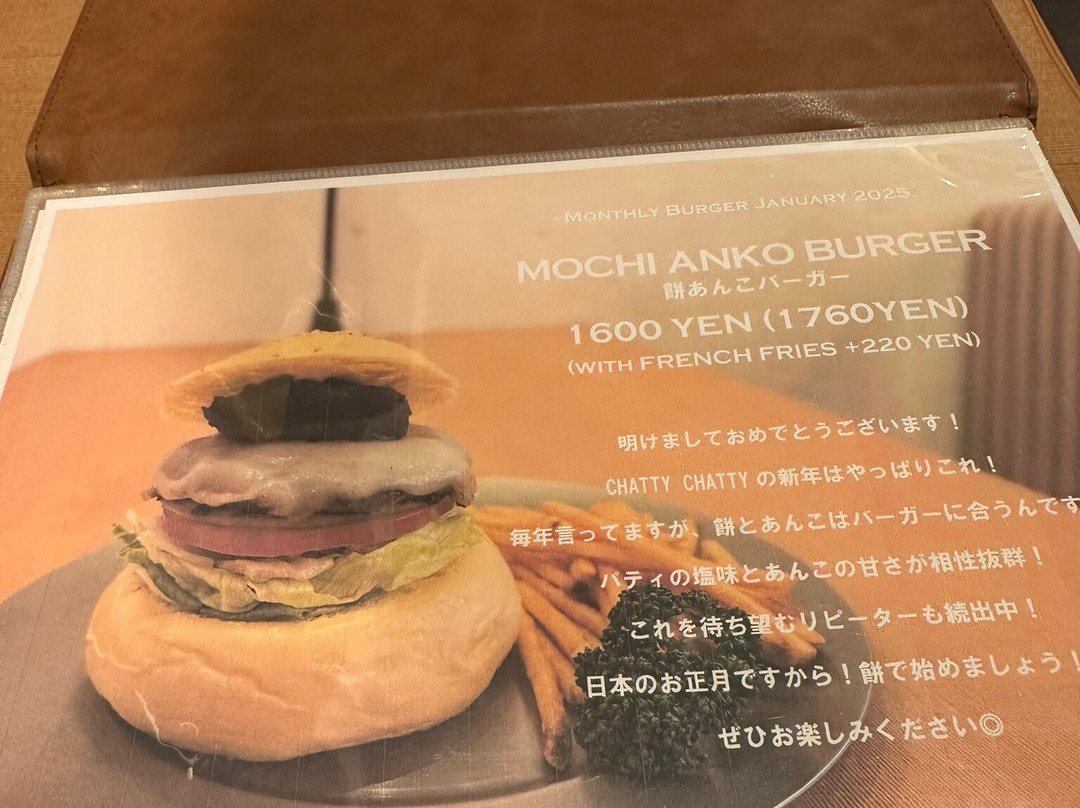 -Monthly Burger January 2025-
MOCHI ANKO BURGER
餅あんこバーガー
1600 YEN (1760YEN)
(WITH FRENCH FRIES +220 YEN)
明けましておめでとうございます！
CHATTY CHATTYの新年はやっぱりこれ！
毎年言ってますが、餅とあんこはバーガーに合うんです
パティの塩味とあんこの甘さが相性抜群！
これを待ち望むリピーターも続出中！
日本のお正月ですから！餅で始めましょう！
ぜひお楽しみください◎